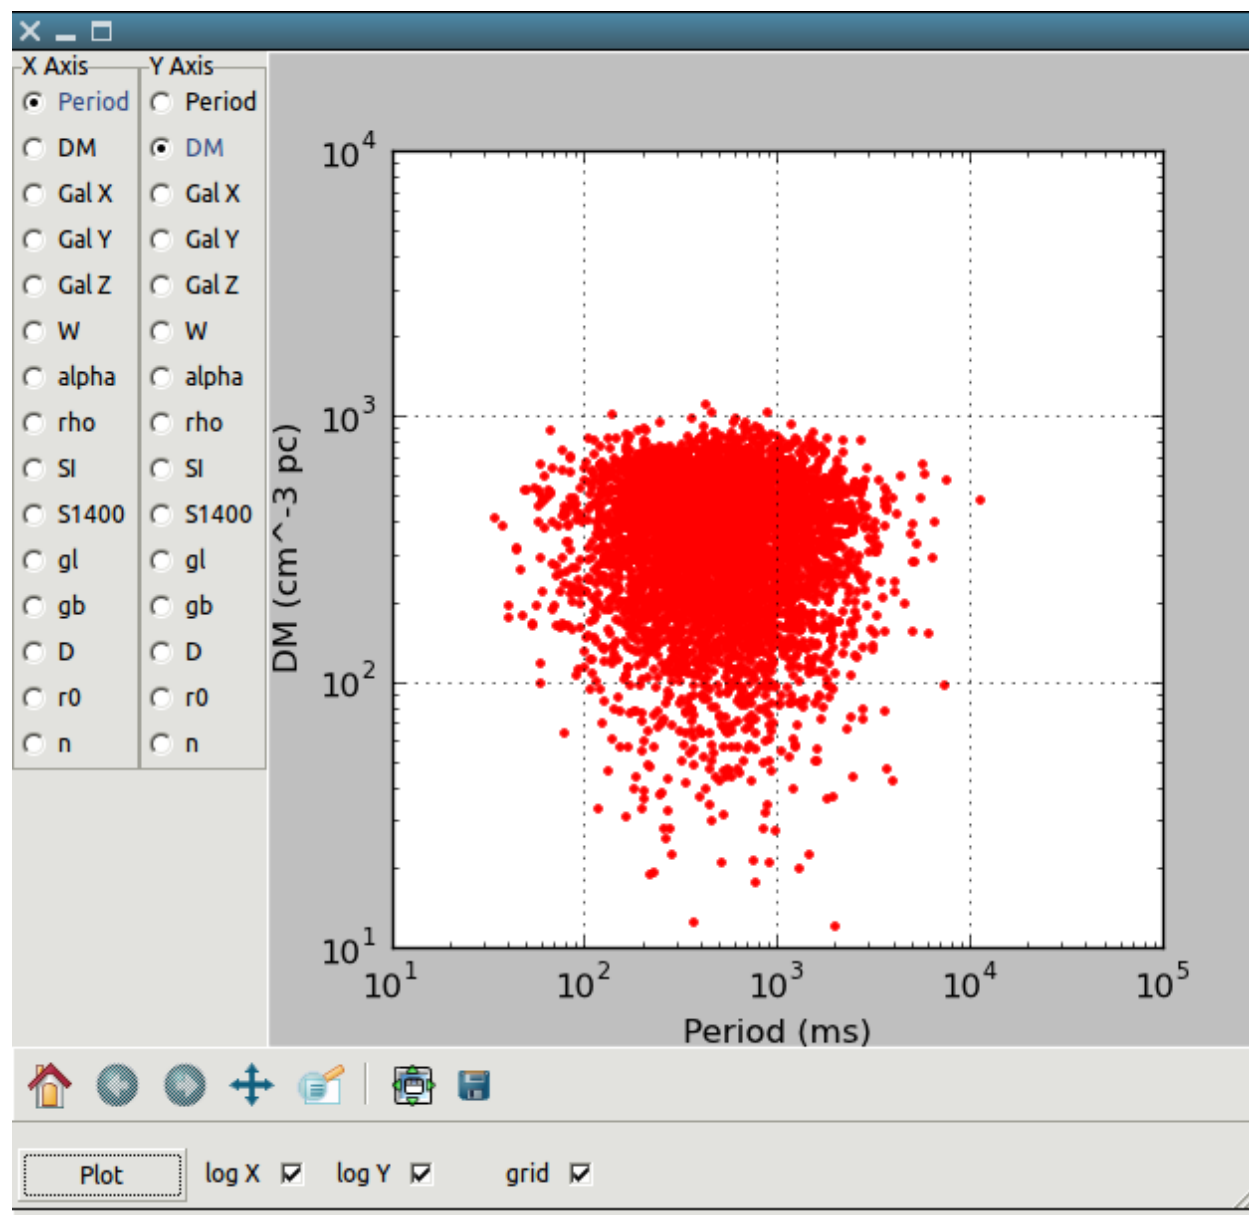 X Axis Y Axis
Period Period
DM DM
Gal X Gal X
Gal Y Gal Y
Gal Z Gal Z
W W
alpha alpha
rho rho
SI SI
S1400 S1400
gl gl
gb gb
D D
r0 r0
n n
10^4
10^3
10^2
10^1
DM (cm^-3 pc)
10^1 10^2 10^3 10^4 10^5
Period (ms)
Plot log X log Y grid